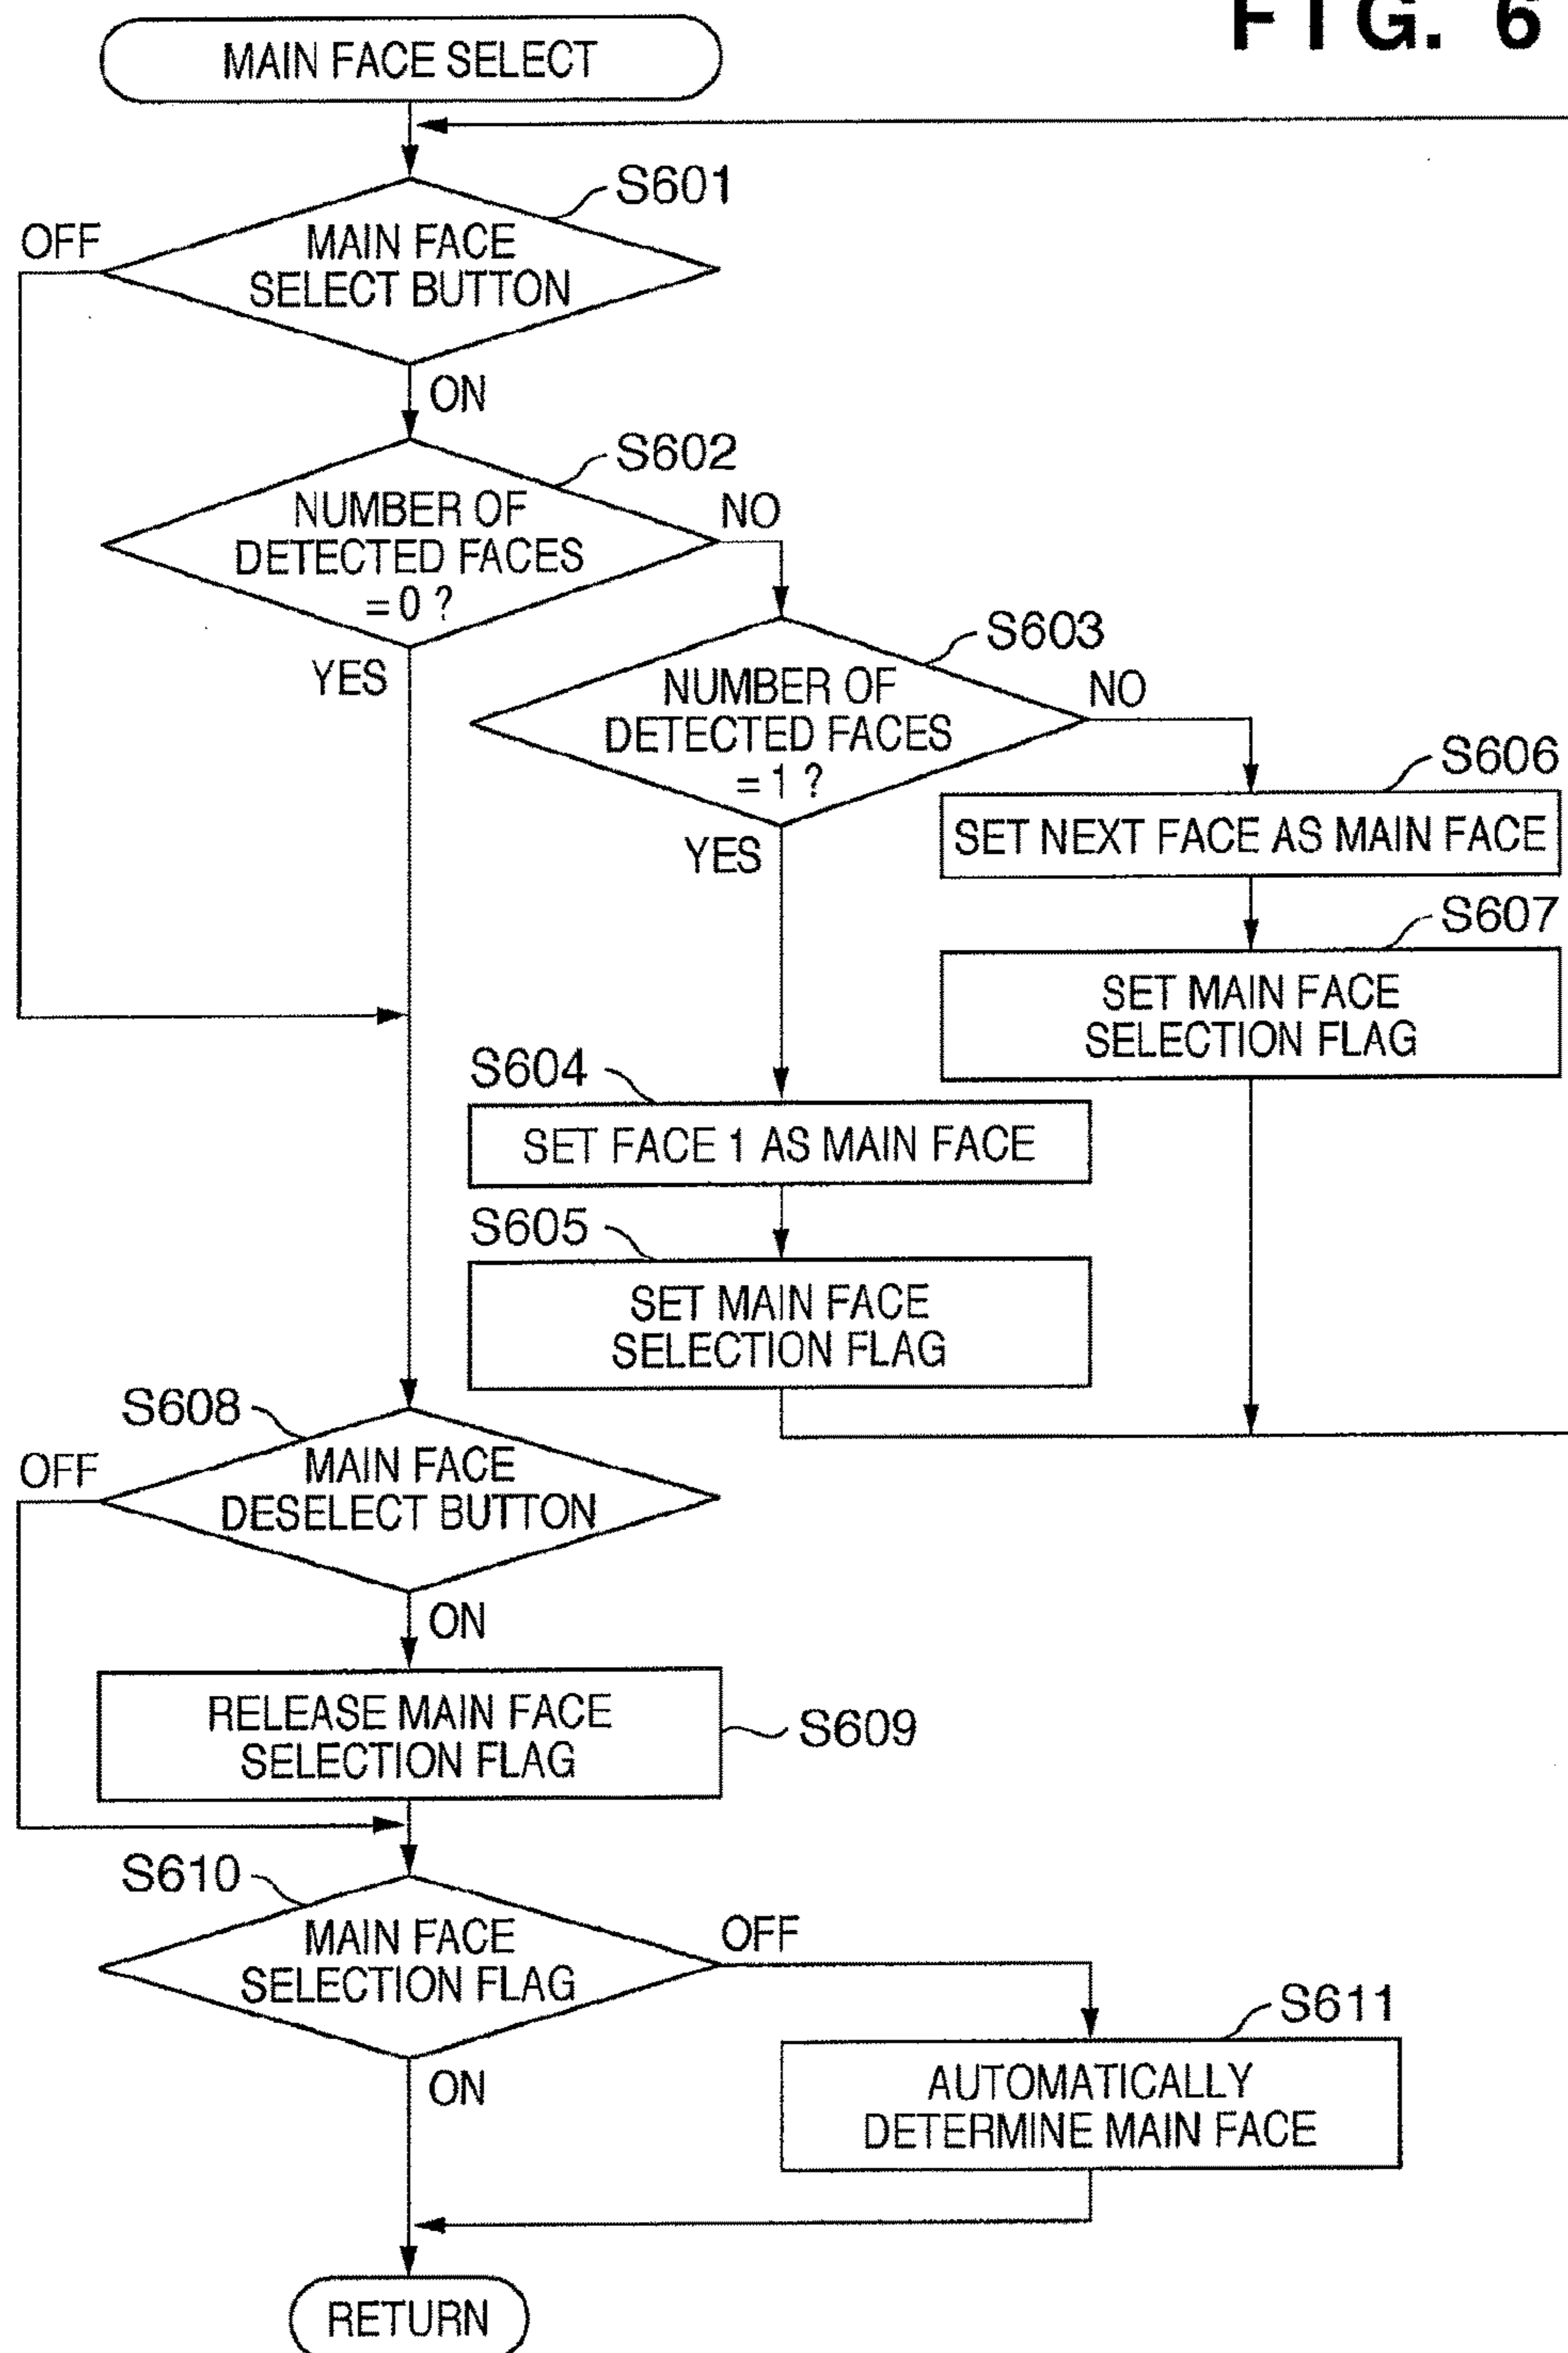 FIG. 6
MAIN FACE SELECT
S601
OFF
MAIN FACE
SELECT BUTTON
ON
S602
NUMBER OF
DETECTED FACES
= 0 ?
NO
YES
S603
NUMBER OF
DETECTED FACES
= 1 ?
NO
YES
S606
SET NEXT FACE AS MAIN FACE
S607
SET MAIN FACE
SELECTION FLAG
S604
SET FACE 1 AS MAIN FACE
S605
SET MAIN FACE
SELECTION FLAG
S608
OFF
MAIN FACE
DESELECT BUTTON
ON
RELEASE MAIN FACE
SELECTION FLAG
S609
S610
MAIN FACE
SELECTION FLAG
OFF
ON
S611
AUTOMATICALLY
DETERMINE MAIN FACE
RETURN